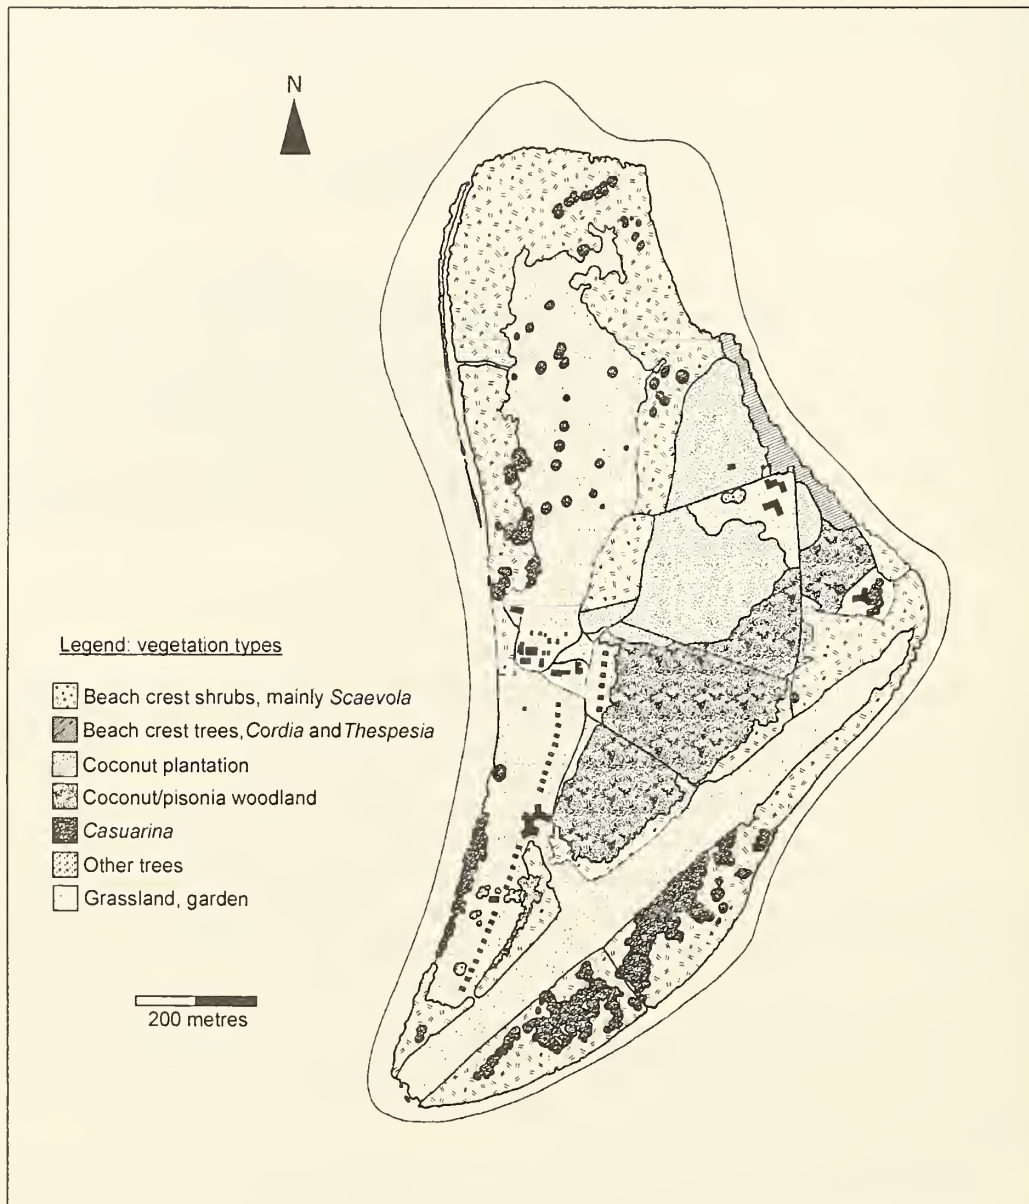 N
Legend: vegetation types
Beach crest shrubs, mainly Scaevola
Beach crest trees, Cordia and Thespesia
Coconut plantation
Coconut/pisonia woodland
Casuarina
Other trees
Grassland, garden
200 metres